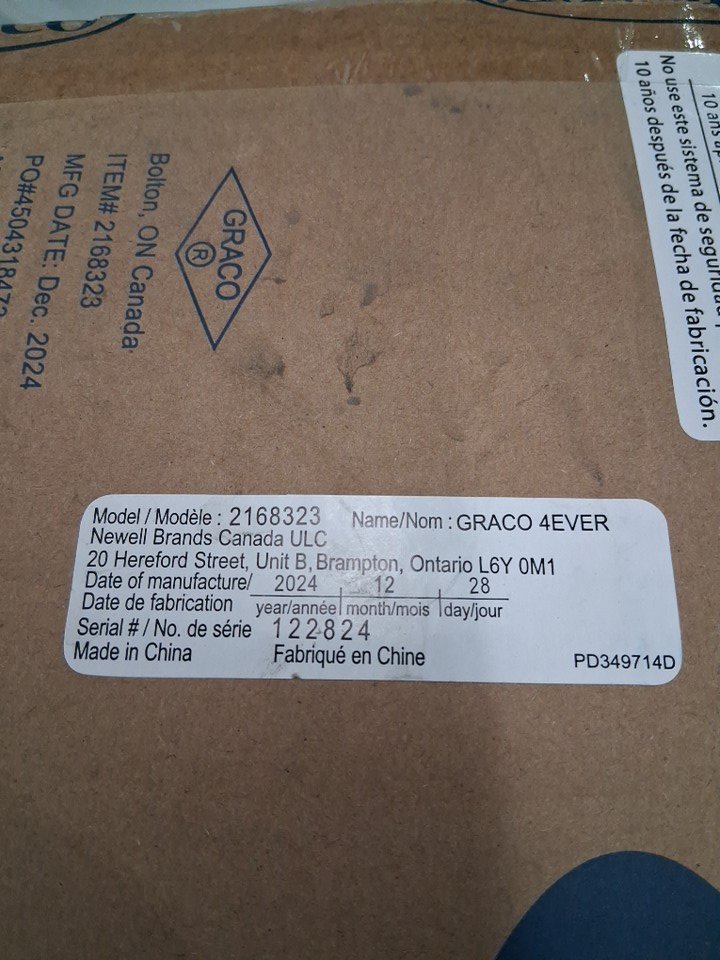 GRACO
®
Bolton, ON Canada
ITEM# 2168323
MFG DATE: Dec. 2024
10 ans
No use este sistema de
10 años después de la fecha de fabricación.
Model / Modèle : 2168323 Name/Nom : GRACO 4EVER
Newell Brands Canada ULC
20 Hereford Street, Unit B, Brampton, Ontario L6Y 0M1
Date of manufacture/ 2024 12 28
Date de fabrication year/année month/mois day/jour
Serial # / No. de série 122824
Made in China Fabriqué en Chine PD349714D